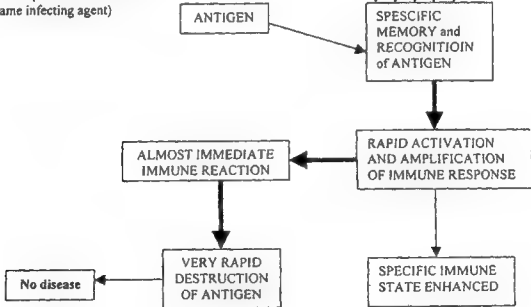 ame infecting agent)
ANTIGEN
SPESCIFIC
MEMORY and
RECOGNITIOIN
of ANTIGEN
ALMOST IMMEDIATE
IMMUNE REACTION
RAPID ACTIVATION
AND AMPLIFICATION
OF IMMUNE RESPONSE
No disease
VERY RAPID
DESTRUCTION
OF ANTIGEN
SPECIFIC IMMUNE
STATE ENHANCED